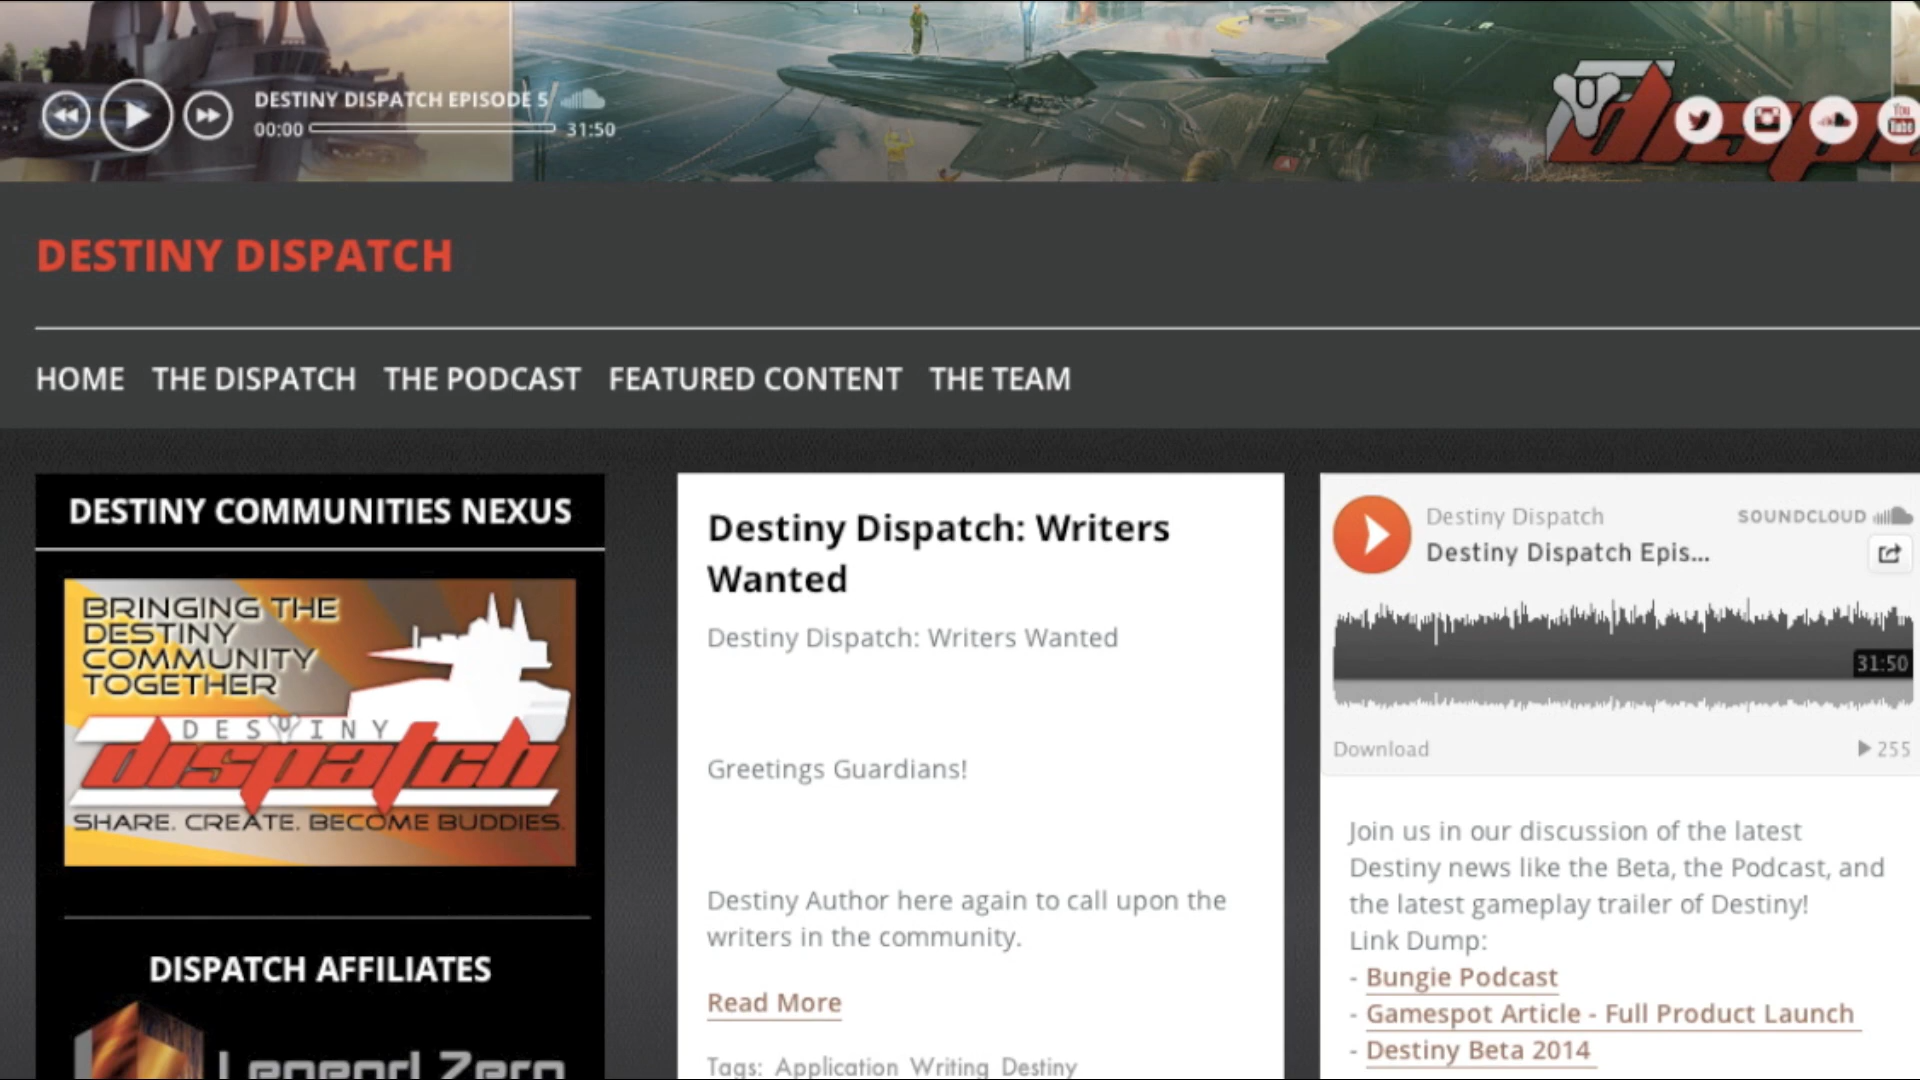 DESTINY DISPATCH EPISODE 5
00:00 31:50
You
Tube
DESTINY DISPATCH
HOME THE DISPATCH THE PODCAST FEATURED CONTENT THE TEAM
DESTINY COMMUNITIES NEXUS
BRINGING THE
DESTINY
COMMUNITY
TOGETHER
DESTINY
dispatch
SHARE. CREATE. BECOME BUDDIES.
DISPATCH AFFILIATES
Legend Zero
Destiny Dispatch: Writers
Wanted
Destiny Dispatch: Writers Wanted
Greetings Guardians!
Destiny Author here again to call upon the
writers in the community.
Read More
Tags: Application Writing Destiny
Destiny Dispatch
SOUNDCLOUD
Destiny Dispatch Epis...
31:50
Download
255
Join us in our discussion of the latest
Destiny news like the Beta, the Podcast, and
the latest gameplay trailer of Destiny!
Link Dump:
- Bungie Podcast
- Gamespot Article - Full Product Launch
- Destiny Beta 2014